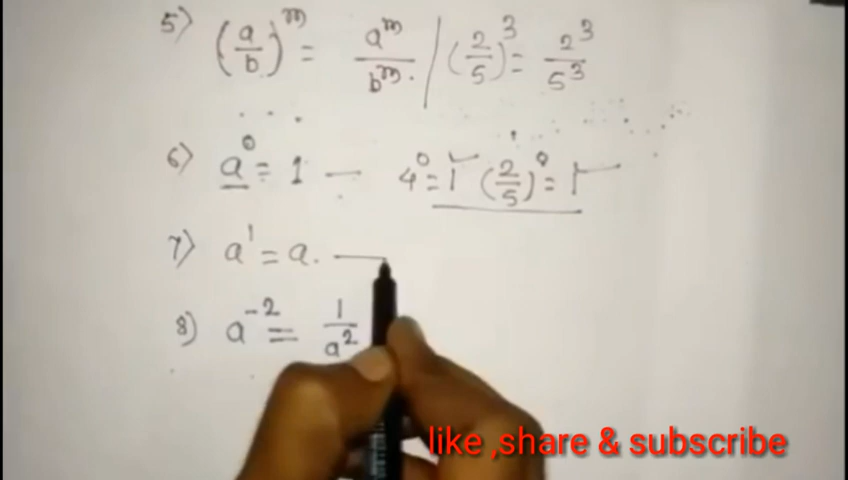 5) (a/b)^m = a^m/b^m. | (2/5)^3 = 2^3/5^3
6) a^0 = 1 — 4^0 = 1 (2/5)^0 = 1
7) a^1 = a. —
8) a^-2 = 1/a^2
like ,share & subscribe